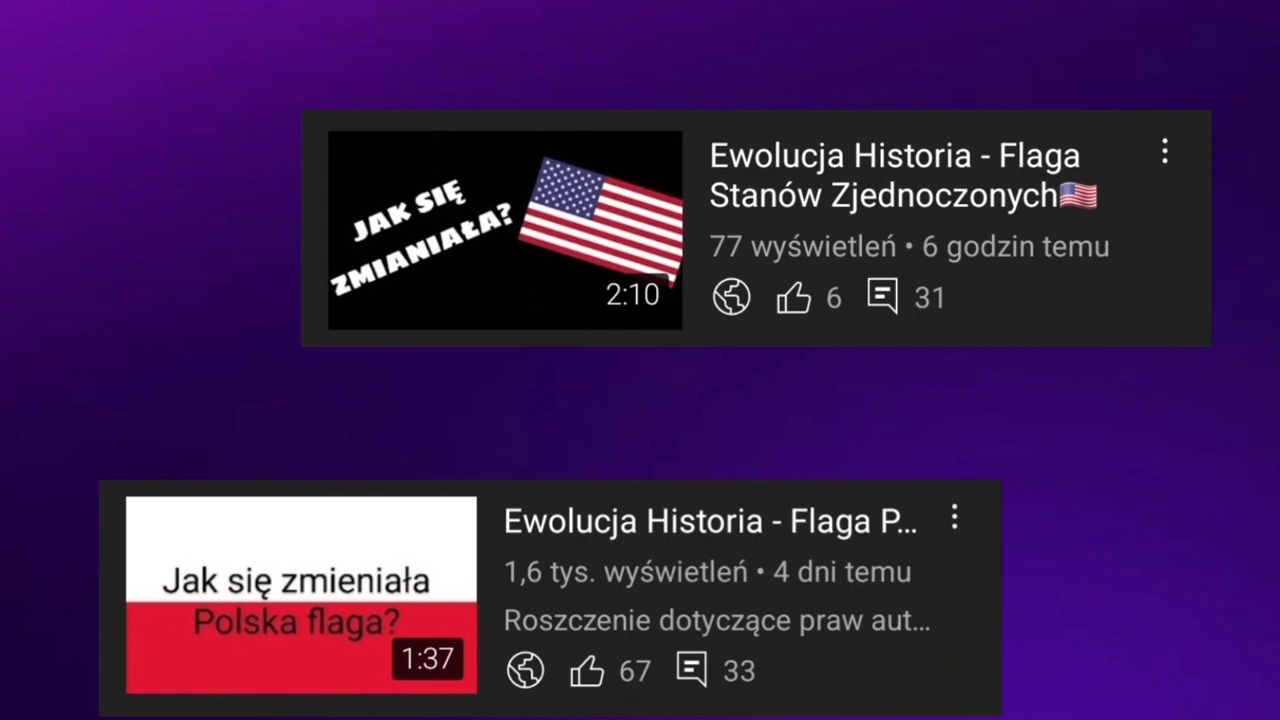 JAK SIĘ
ZMIANIAŁA?
2:10
Ewolucja Historia - Flaga
Stanów Zjednoczonych🇺🇸
77 wyświetleń • 6 godzin temu
6 31
Jak się zmieniała
Polska flaga?
1:37
Ewolucja Historia - Flaga P...
1,6 tys. wyświetleń • 4 dni temu
Roszczenie dotyczące praw aut...
67 33